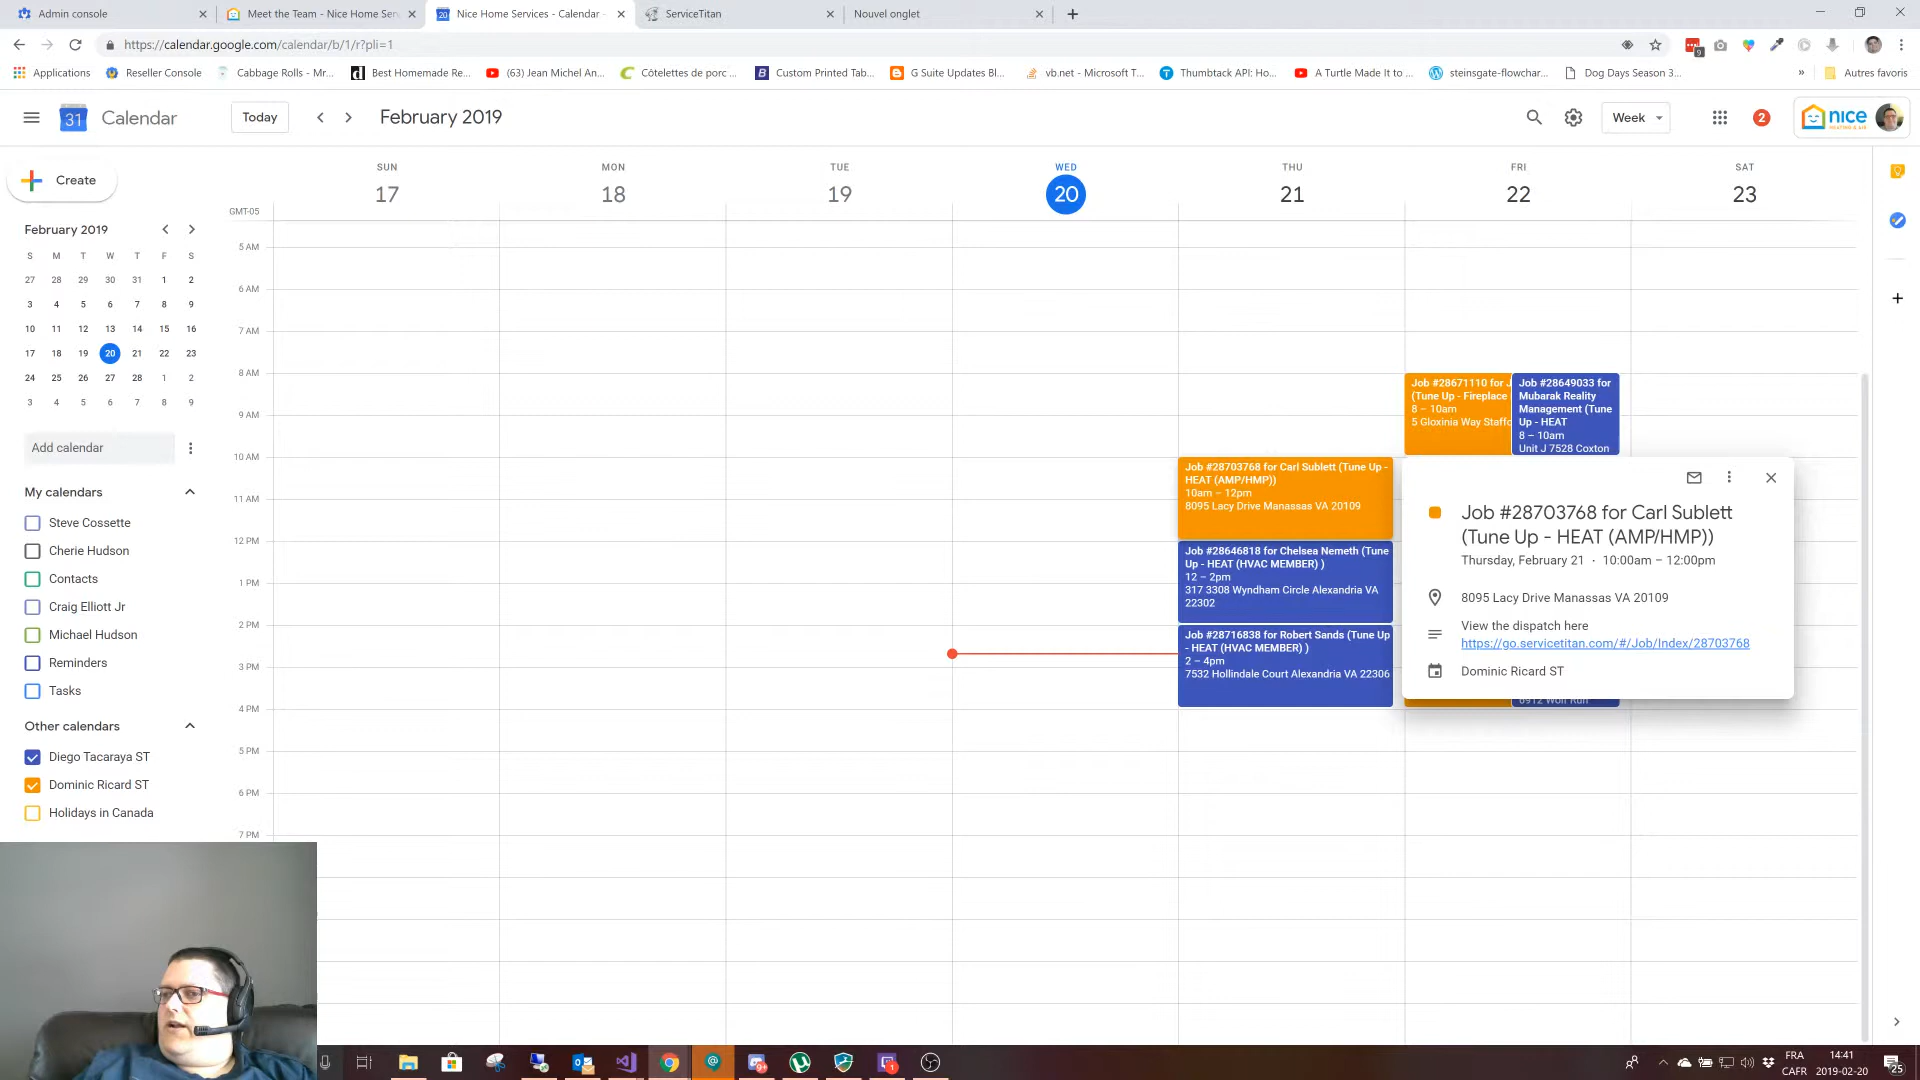 Admin console
Meet the Team - Nice Home Serv
Nice Home Services - Calendar -
ServiceTitan
Nouvel onglet
https://calendar.google.com/calendar/b/1/r?pli=1
Applications
Reseller Console
Cabbage Rolls - Mr...
Best Homemade Re...
(63) Jean Michel An...
Côtelettes de porc ...
Custom Printed Tab...
G Suite Updates Bl...
vb.net - Microsoft T...
Thumbtack API: Ho...
A Turtle Made It to ...
steinsgate-flowchar...
Dog Days Season 3...
»
Autres favoris
31
Calendar
Today
February 2019
Week
2
nice
HEATING & AIR
Create
SUN
MON
TUE
WED
THU
FRI
SAT
17
18
19
20
21
22
23
GMT-05
February 2019
S M T W T F S
27 28 29 30 31 1 2
3 4 5 6 7 8 9
10 11 12 13 14 15 16
17 18 19 20 21 22 23
24 25 26 27 28 1 2
3 4 5 6 7 8 9
Add calendar
My calendars
Steve Cossette
Cherie Hudson
Contacts
Craig Elliott Jr
Michael Hudson
Reminders
Tasks
Other calendars
Diego Tacaraya ST
Dominic Ricard ST
Holidays in Canada
5 AM
6 AM
7 AM
8 AM
9 AM
10 AM
11 AM
12 PM
1 PM
2 PM
3 PM
4 PM
5 PM
6 PM
7 PM
Job #28703768 for Carl Sublett (Tune Up -
HEAT (AMP/HMP))
10am – 12pm
8095 Lacy Drive Manassas VA 20109
Job #28646818 for Chelsea Nemeth (Tune
Up - HEAT (HVAC MEMBER) )
12 – 2pm
317 3308 Wyndham Circle Alexandria VA
22302
Job #28716838 for Robert Sands (Tune Up
- HEAT (HVAC MEMBER) )
2 – 4pm
7532 Hollindale Court Alexandria VA 22306
Job #28671110 for J
(Tune Up - Fireplace
8 – 10am
5 Gloxinia Way Staffo
Job #28649033 for
Mubarak Reality
Management (Tune
Up - HEAT
8 – 10am
Unit J 7528 Coxton
Job #28703768 for Carl Sublett
(Tune Up - HEAT (AMP/HMP))
Thursday, February 21 · 10:00am – 12:00pm
8095 Lacy Drive Manassas VA 20109
View the dispatch here
https://go.servicetitan.com/#/Job/Index/28703768
Dominic Ricard ST
6912 Wolf Run
FRA
CAFR
14:41
2019-02-20
25